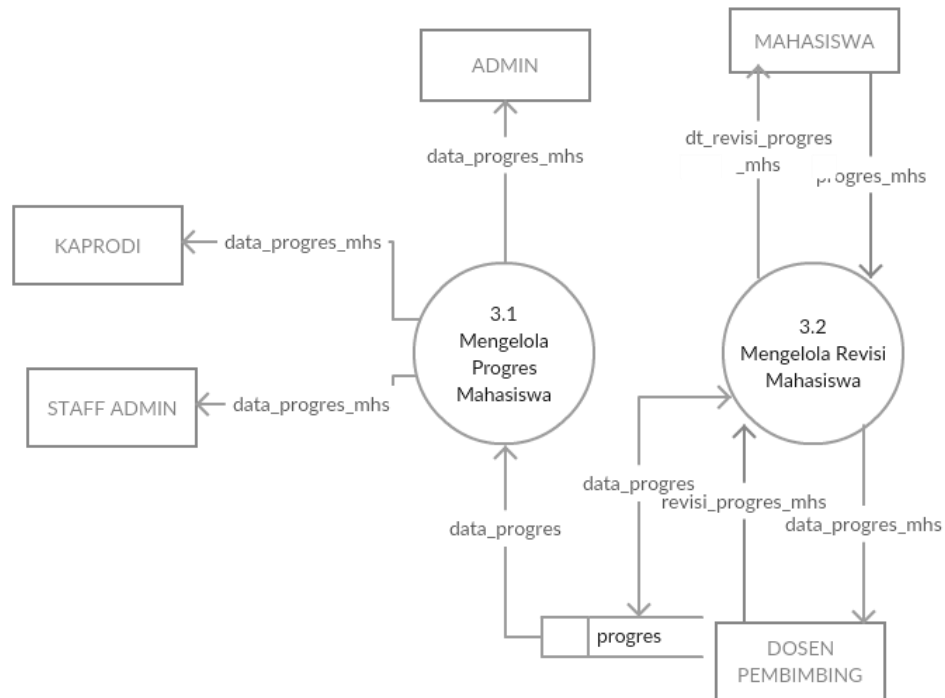 MAHASISWA
ADMIN
dt_revisi_progres
_mhs
data_progres_mhs
progres_mhs
KAPRODI
data_progres_mhs
3.1
Mengelola
Progres
Mahasiswa
3.2
Mengelola Revisi
Mahasiswa
STAFF ADMIN
data_progres_mhs
data_progres
revisi_progres_mhs
data_progres
data_progres_mhs
progres
DOSEN
PEMBIMBING